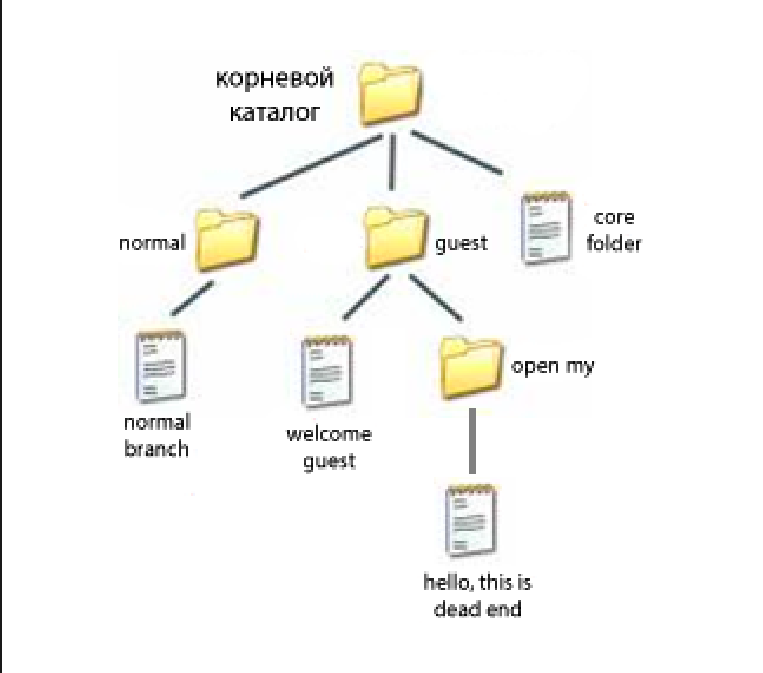 корневой
каталог
normal
guest
core
folder
open my
normal
branch
welcome
guest
hello, this is
dead end